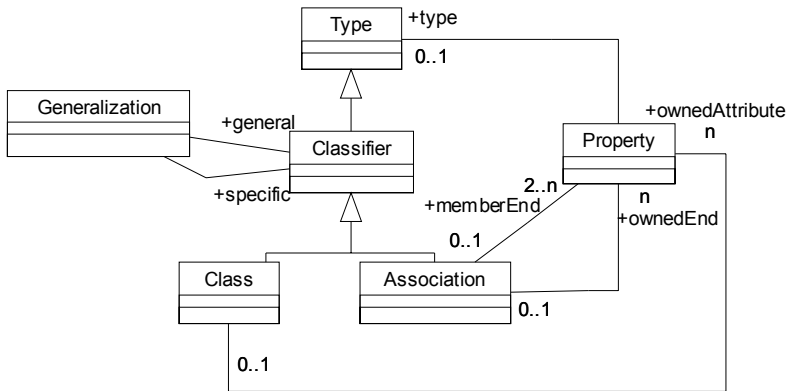 +type
Type
0..1
Generalization
+general
+ownedAttribute
n
Classifier
Property
+specific
2..n
n
+memberEnd
+ownedEnd
0..1
Class
Association
0..1
0..1